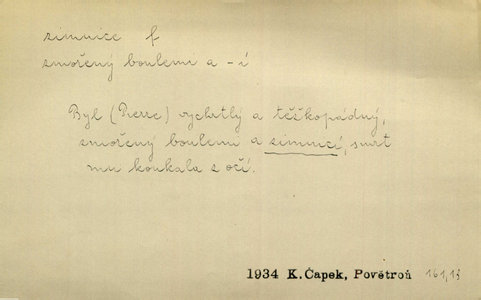 zimnice f
zmořený boulemi a -í
Byl (Pierre) vychrtlý a těžkopádný,
zmořený boulemi a zimnicí, smrt
mu koukala z očí.
1934 K.Čapek, Povětroň 161,13